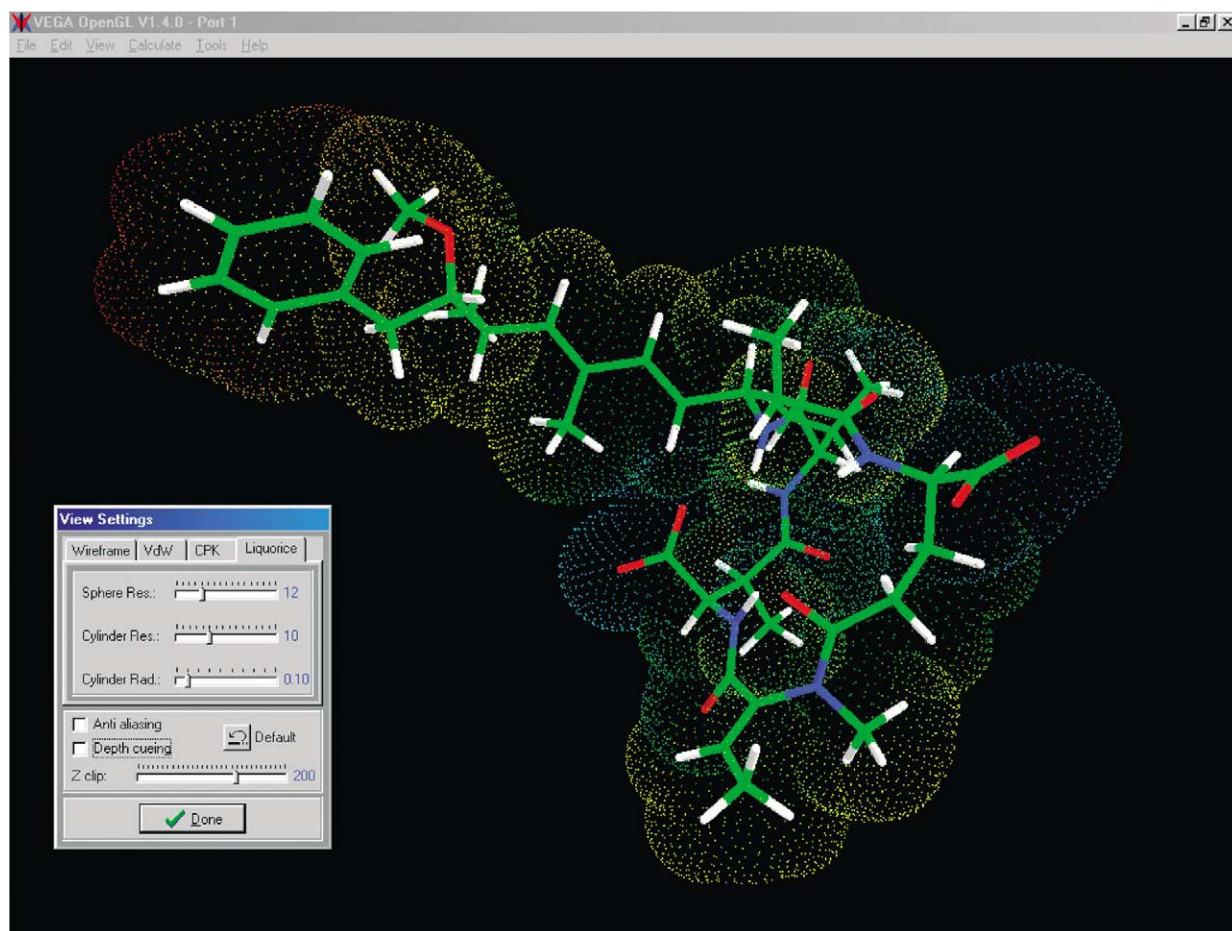 VEGA OpenGL V1.4.0 - Port 1
File Edit View Calculate Tools Help
View Settings
Wireframe VdW CPK Liquorice
Sphere Res.: 12
Cylinder Res.: 10
Cylinder Rad.: 0.10
Anti aliasing
Default
Depth cueing
Z clip: 200
Done